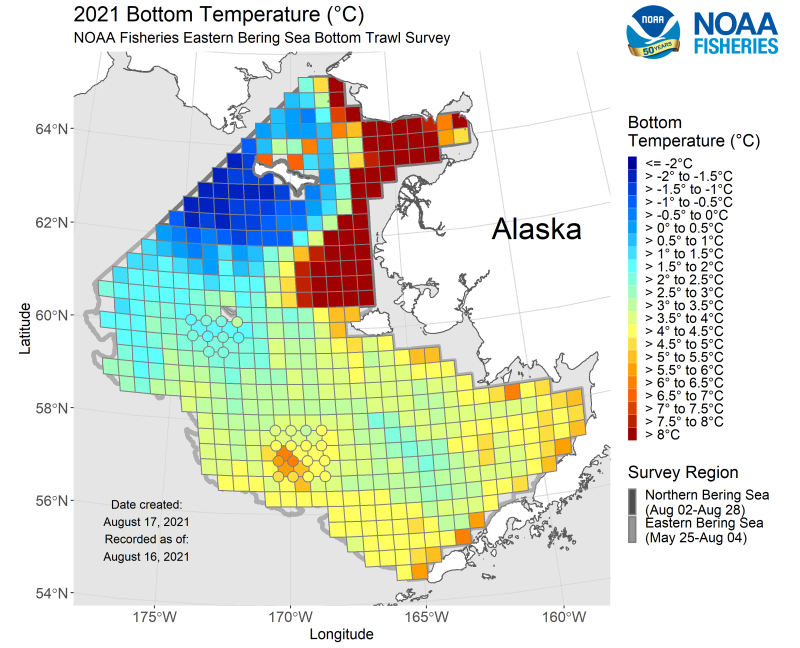 2021 Bottom Temperature (°C)
NOAA Fisheries Eastern Bering Sea Bottom Trawl Survey
NOAA
50 YEARS
NOAA
FISHERIES
64°N
62°N
60°N
58°N
56°N
54°N
Latitude
Alaska
Date created:
August 17, 2021
Recorded as of:
August 16, 2021
175°W
170°W
165°W
160°W
Longitude
Bottom
Temperature (°C)
<= -2°C
> -2° to -1.5°C
> -1.5° to -1°C
> -1° to -0.5°C
> -0.5° to 0°C
> 0° to 0.5°C
> 0.5° to 1°C
> 1° to 1.5°C
> 1.5° to 2°C
> 2° to 2.5°C
> 2.5° to 3°C
> 3° to 3.5°C
> 3.5° to 4°C
> 4° to 4.5°C
> 4.5° to 5°C
> 5° to 5.5°C
> 5.5° to 6°C
> 6° to 6.5°C
> 6.5° to 7°C
> 7° to 7.5°C
> 7.5° to 8°C
> 8°C
Survey Region
Northern Bering Sea
(Aug 02-Aug 28)
Eastern Bering Sea
(May 25-Aug 04)